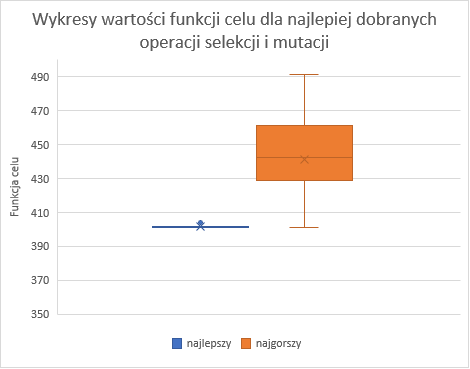 Wykresy wartości funkcji celu dla najlepiej dobranych
operacji selekcji i mutacji
490
470
450
430
410
390
370
350
Funkcja celu
najlepszy najgorszy